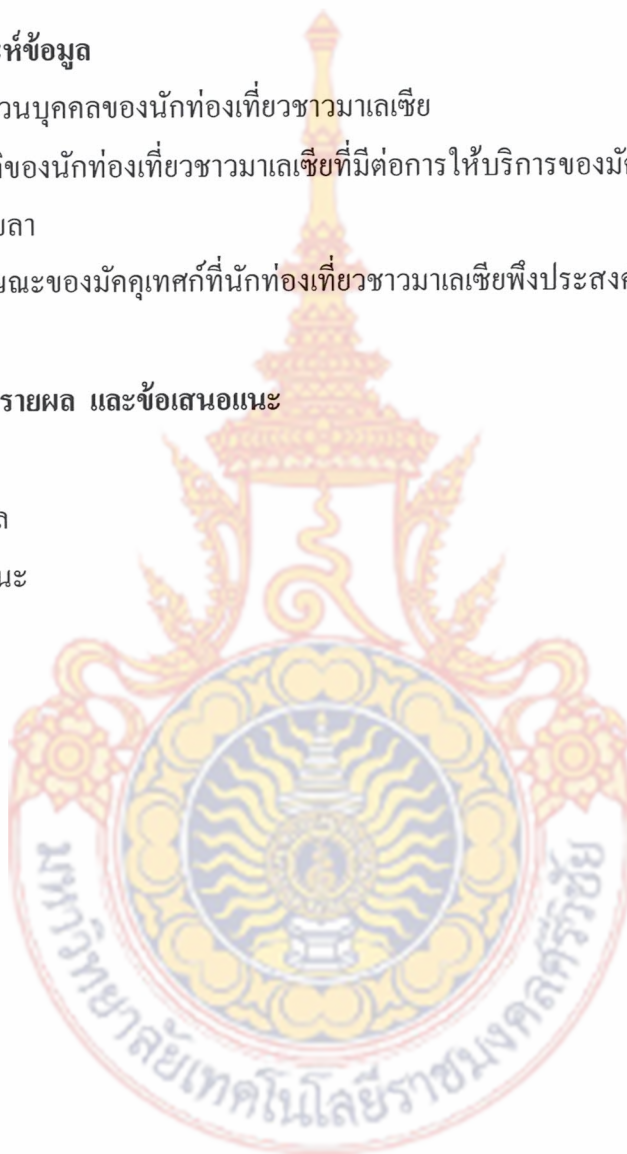 ะห์ข้อมูล
วนบุคคลของนักท่องเที่ยวชาวมาเลเซีย
ติของนักท่องเที่ยวชาวมาเลเซียที่มีต่อการให้บริการของมัค
ขลา
ษณะของมัคคุเทศก์ที่นักท่องเที่ยวชาวมาเลเซียพึงประสงค
รายผล และข้อเสนอแนะ
ล
นะ
มหาวิทยาลัยเทคโนโลยีราชมงคลศรีวิชัย